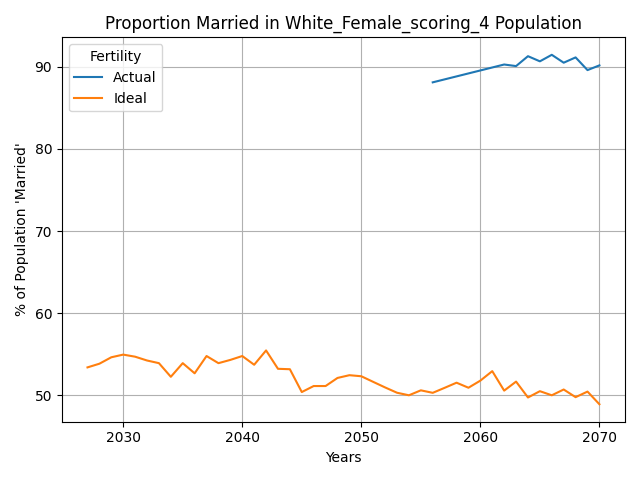 Proportion Married in White_Female_scoring_4 Population
Fertility
Actual
Ideal
% of Population 'Married'
90
80
70
60
50
2030
2040
2050
2060
2070
Years